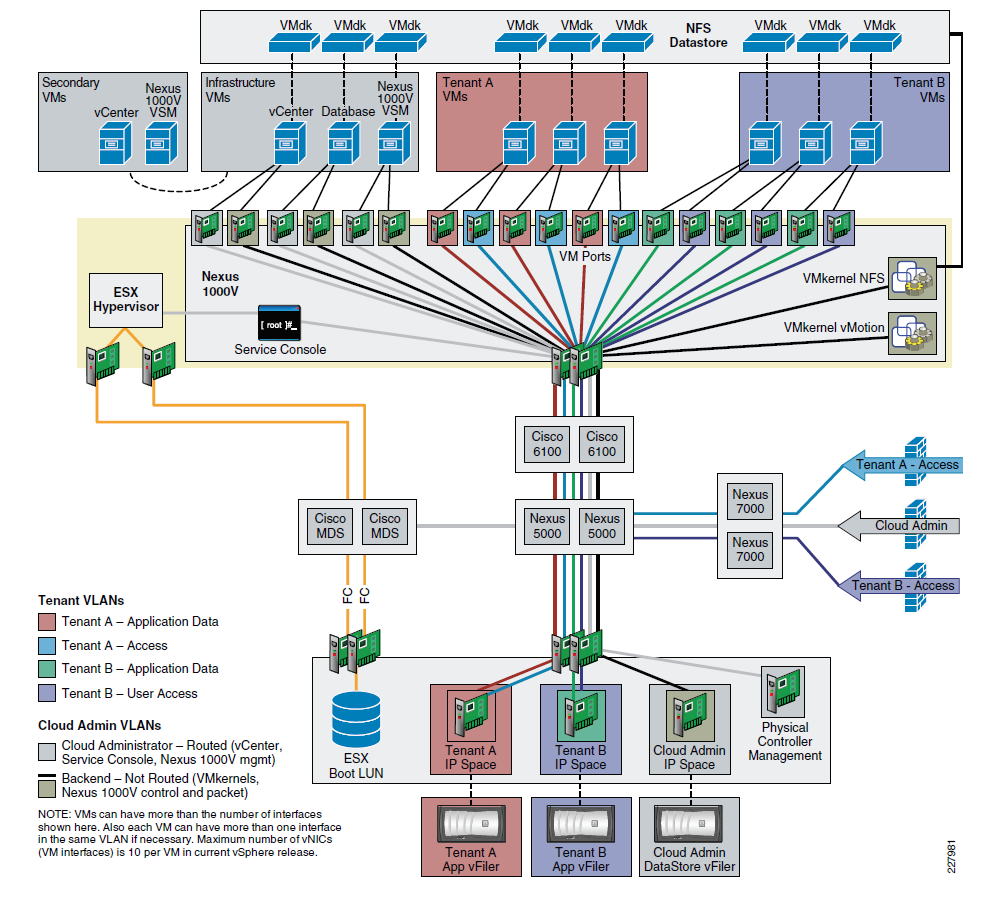 VMdk VMdk VMdk
VMdk VMdk VMdk
NFS
Datastore
VMdk VMdk VMdk
Secondary
VMs
vCenter
Nexus
1000V
VSM
Infrastructure
VMs
vCenter
Database
Nexus
1000V
VSM
Tenant A
VMs
Tenant B
VMs
VM Ports
Nexus
1000V
ESX
Hypervisor
[ root ]#_
Service Console
VMkernel NFS
VMkernel vMotion
Cisco
6100
Cisco
6100
Cisco
MDS
Cisco
MDS
Nexus
5000
Nexus
5000
Nexus
7000
Nexus
7000
Tenant A - Access
Cloud Admin
Tenant B - Access
FC
FC
Tenant VLANs
Tenant A – Application Data
Tenant A – Access
Tenant B – Application Data
Tenant B – User Access
Cloud Admin VLANs
Cloud Administrator – Routed (vCenter,
Service Console, Nexus 1000V mgmt)
Backend – Not Routed (VMkernels,
Nexus 1000V control and packet)
NOTE: VMs can have more than the number of interfaces
shown here. Also each VM can have more than one interface
in the same VLAN if necessary. Maximum number of vNICs
(VM interfaces) is 10 per VM in current vSphere release.
ESX
Boot LUN
Tenant A
IP Space
Tenant B
IP Space
Cloud Admin
IP Space
Physical
Controller
Management
Tenant A
App vFiler
Tenant B
App vFiler
Cloud Admin
DataStore vFiler
227981